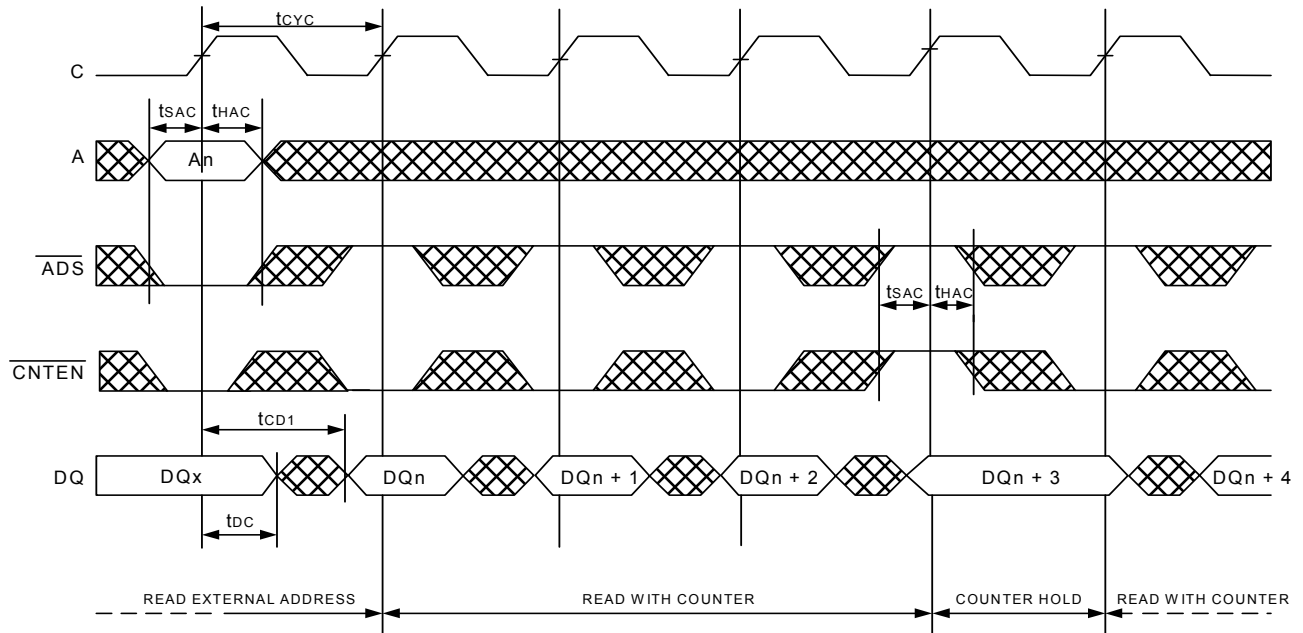 tCYC
C
tSAC tHAC
A An
ADS
tSAC tHAC
CNTEN
tCD1
DQ DQx DQn DQn + 1 DQn + 2 DQn + 3 DQn + 4
tDC
READ EXTERNAL ADDRESS READ WITH COUNTER COUNTER HOLD READ WITH COUNTER